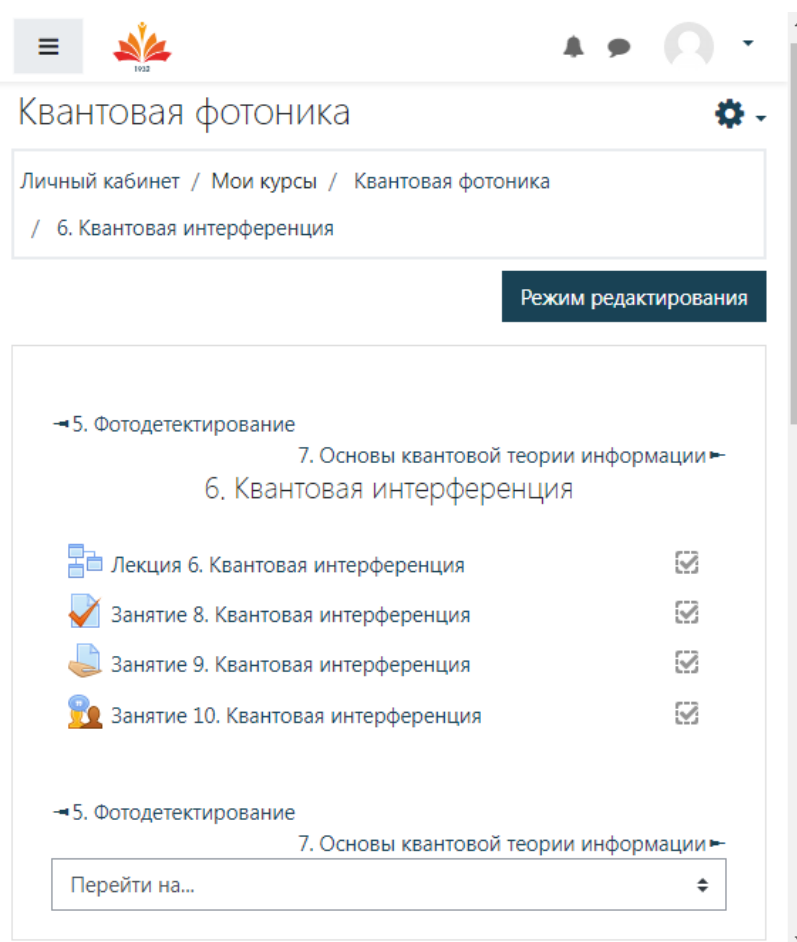 1932
Квантовая фотоника
Личный кабинет / Мои курсы / Квантовая фотоника
/ 6. Квантовая интерференция
Режим редактирования
5. Фотодетектирование
7. Основы квантовой теории информации
6. Квантовая интерференция
Лекция 6. Квантовая интерференция
Занятие 8. Квантовая интерференция
Занятие 9. Квантовая интерференция
Занятие 10. Квантовая интерференция
5. Фотодетектирование
7. Основы квантовой теории информации
Перейти на...